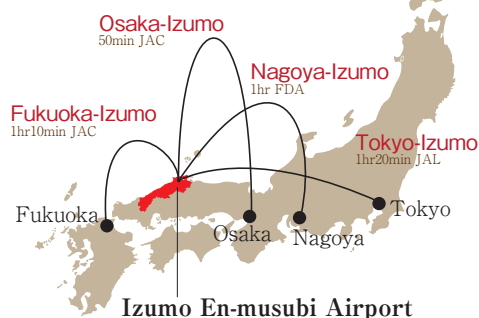 Osaka-Izumo
50min JAC
Nagoya-Izumo
1hr FDA
Fukuoka-Izumo
1hr10min JAC
Tokyo-Izumo
1hr20min JAL
Fukuoka
Osaka
Nagoya
Tokyo
Izumo En-musubi Airport